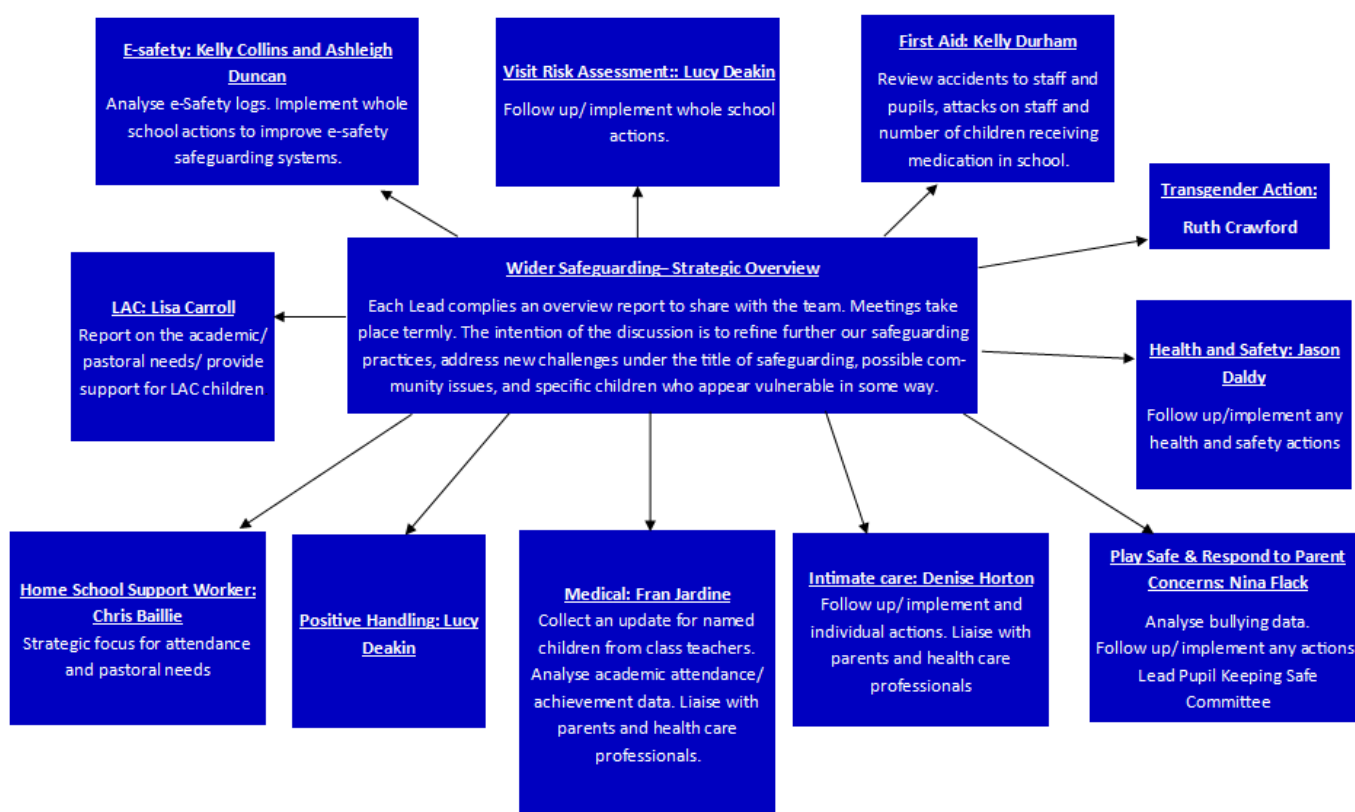 E-safety: Kelly Collins and Ashleigh
Duncan
Analyse e-Safety logs. Implement whole
school actions to improve e-safety
safeguarding systems.
Visit Risk Assessment:: Lucy Deakin
Follow up/ implement whole school
actions.
First Aid: Kelly Durham
Review accidents to staff and
pupils, attacks on staff and
number of children receiving
medication in school.
Transgender Action:
Ruth Crawford
Wider Safeguarding– Strategic Overview
Each Lead complies an overview report to share with the team. Meetings take
place termly. The intention of the discussion is to refine further our safeguarding
practices, address new challenges under the title of safeguarding, possible com-
munity issues, and specific children who appear vulnerable in some way.
LAC: Lisa Carroll
Report on the academic/
pastoral needs/ provide
support for LAC children
Health and Safety: Jason
Daldy
Follow up/implement any
health and safety actions
Home School Support Worker:
Chris Baillie
Strategic focus for attendance
and pastoral needs
Positive Handling: Lucy
Deakin
Medical: Fran Jardine
Collect an update for named
children from class teachers.
Analyse academic attendance/
achievement data. Liaise with
parents and health care
professionals.
Intimate care: Denise Horton
Follow up/ implement and
individual actions. Liaise with
parents and health care
professionals
Play Safe & Respond to Parent
Concerns: Nina Flack
Analyse bullying data.
Follow up/ implement any actions
Lead Pupil Keeping Safe
Committee